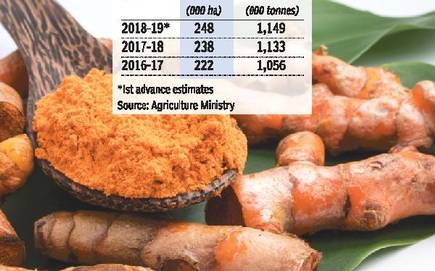 (000 ha) (000 tonnes)
2018-19* 248 1,149
2017-18 238 1,133
2016-17 222 1,056
*Ist advance estimates
Source: Agriculture Ministry